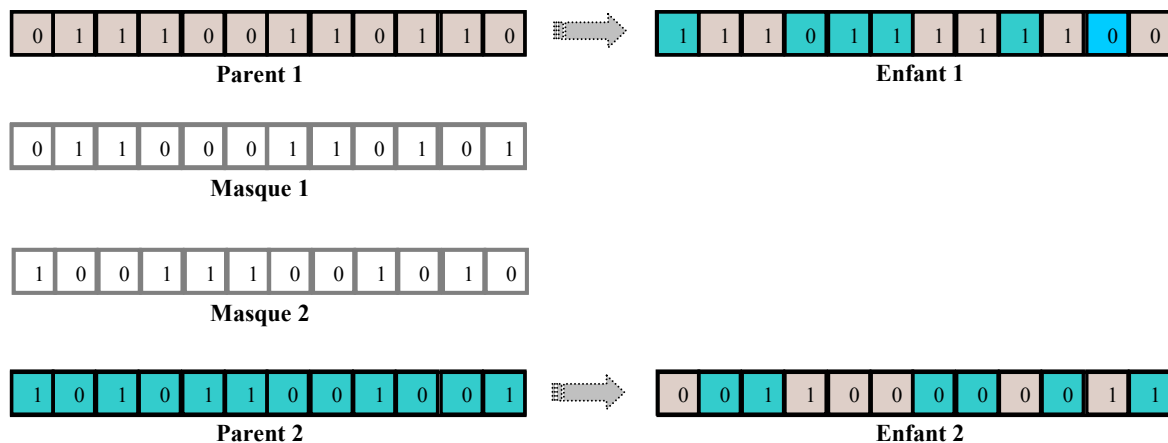 0 1 1 1 0 0 1 1 0 1 1 0 1 1 1 0 1 1 1 1 1 1 0 0
Parent 1 Enfant 1
0 1 1 0 0 0 1 1 0 1 0 1
Masque 1
1 0 0 1 1 1 0 0 1 0 1 0
Masque 2
1 0 1 0 1 1 0 0 1 0 0 1 0 0 1 1 0 0 0 0 0 0 1 1
Parent 2 Enfant 2